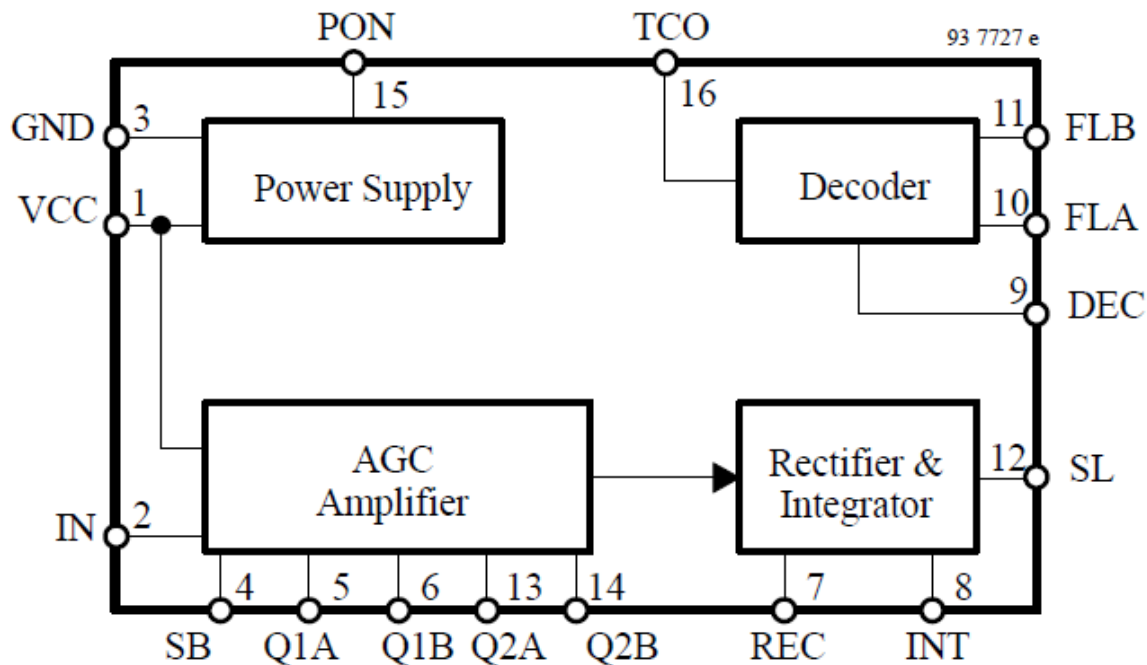 PON
TCO
93 7727 e
15
16
GND
3
11
FLB
Power Supply
Decoder
VCC
1
10
FLA
9
DEC
AGC
Amplifier
Rectifier &
Integrator
12
SL
IN
2
4
5
6
13
14
7
8
SB
Q1A
Q1B
Q2A
Q2B
REC
INT